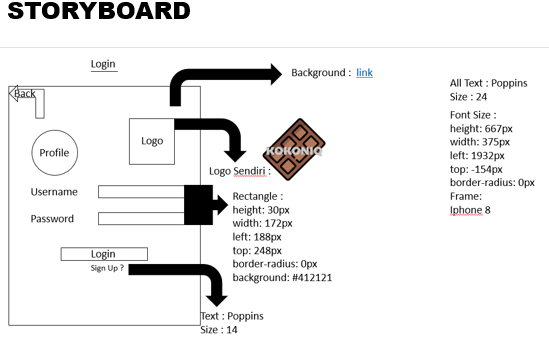 STORYBOARD
Login
Background : link
Back
Profile
Logo
KOKONIQ
Logo Sendiri :
Username
Password
Login
Sign Up ?
Rectangle :
height: 30px
width: 172px
left: 188px
top: 248px
border-radius: 0px
background: #412121
Text : Poppins
Size : 14
All Text : Poppins
Size : 24
Font Size :
height: 667px
width: 375px
left: 1932px
top: -154px
border-radius: 0px
Frame:
Iphone 8